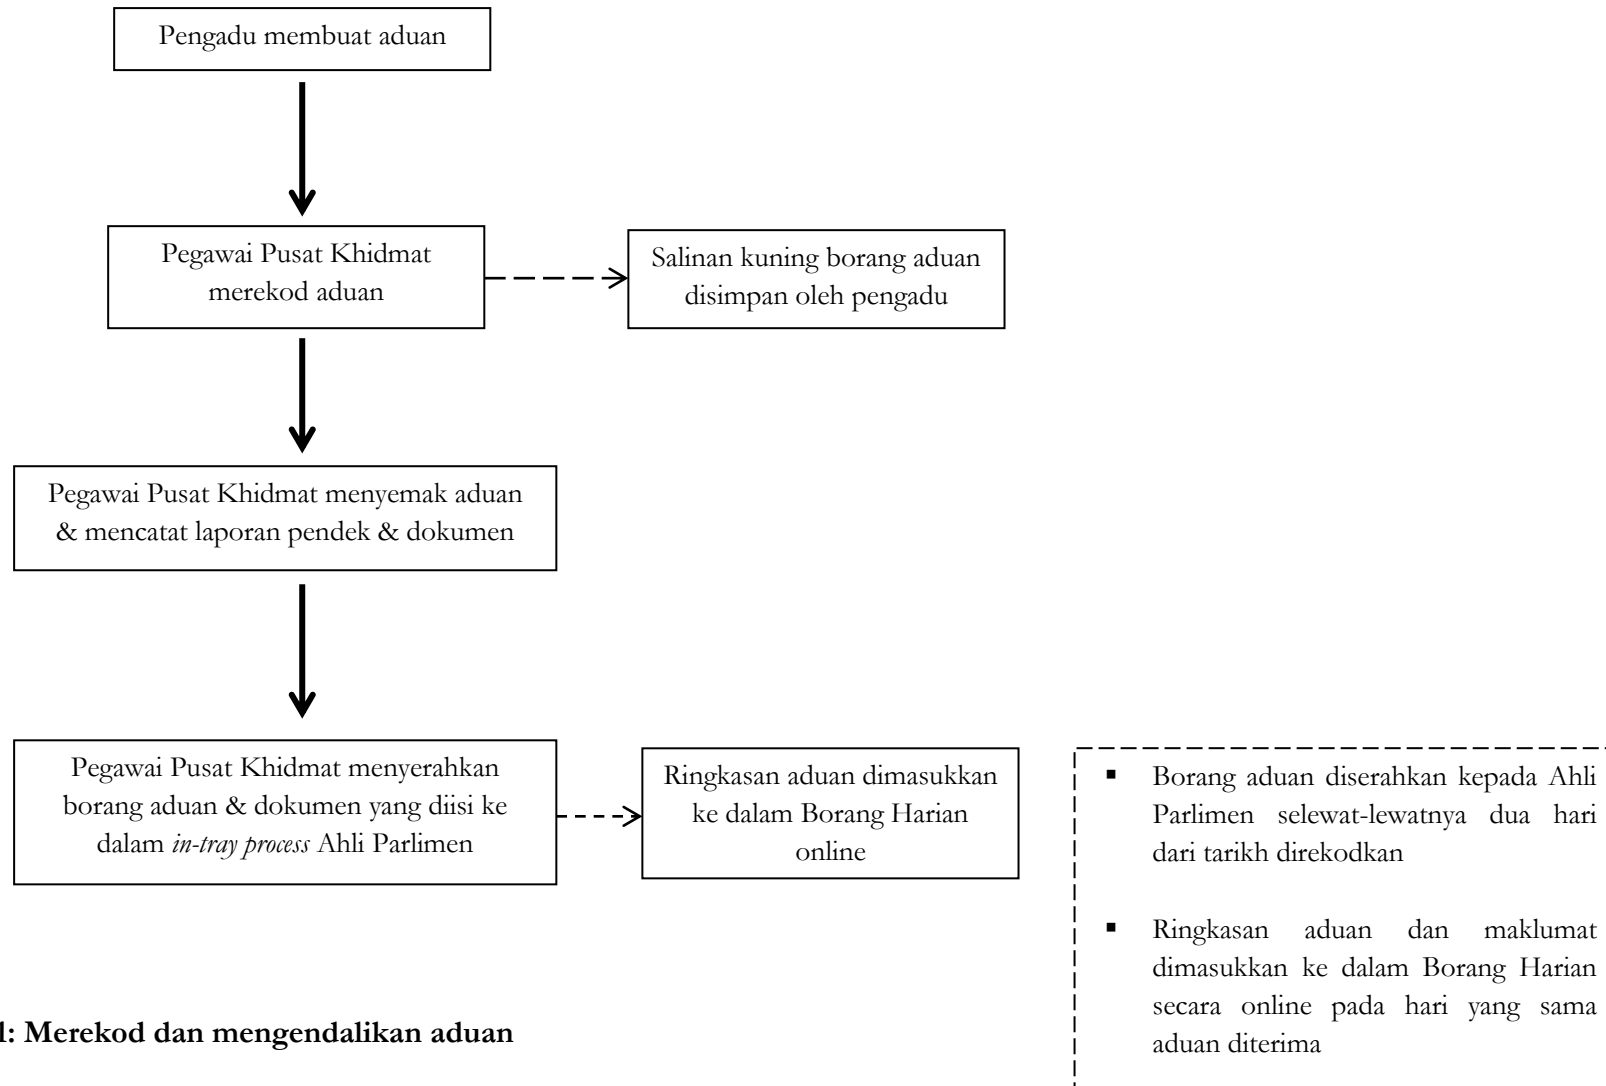 Pengadu membuat aduan
Pegawai Pusat Khidmat
merekod aduan
Salinan kuning borang aduan
disimpan oleh pengadu
Pegawai Pusat Khidmat menyemak aduan
& mencatat laporan pendek & dokumen
Pegawai Pusat Khidmat menyerahkan
borang aduan & dokumen yang diisi ke
dalam in-tray process Ahli Parlimen
Ringkasan aduan dimasukkan
ke dalam Borang Harian
online
▪ Borang aduan diserahkan kepada Ahli
Parlimen selewat-lewatnya dua hari
dari tarikh direkodkan
▪ Ringkasan aduan dan maklumat
dimasukkan ke dalam Borang Harian
secara online pada hari yang sama
aduan diterima
: Merekod dan mengendalikan aduan